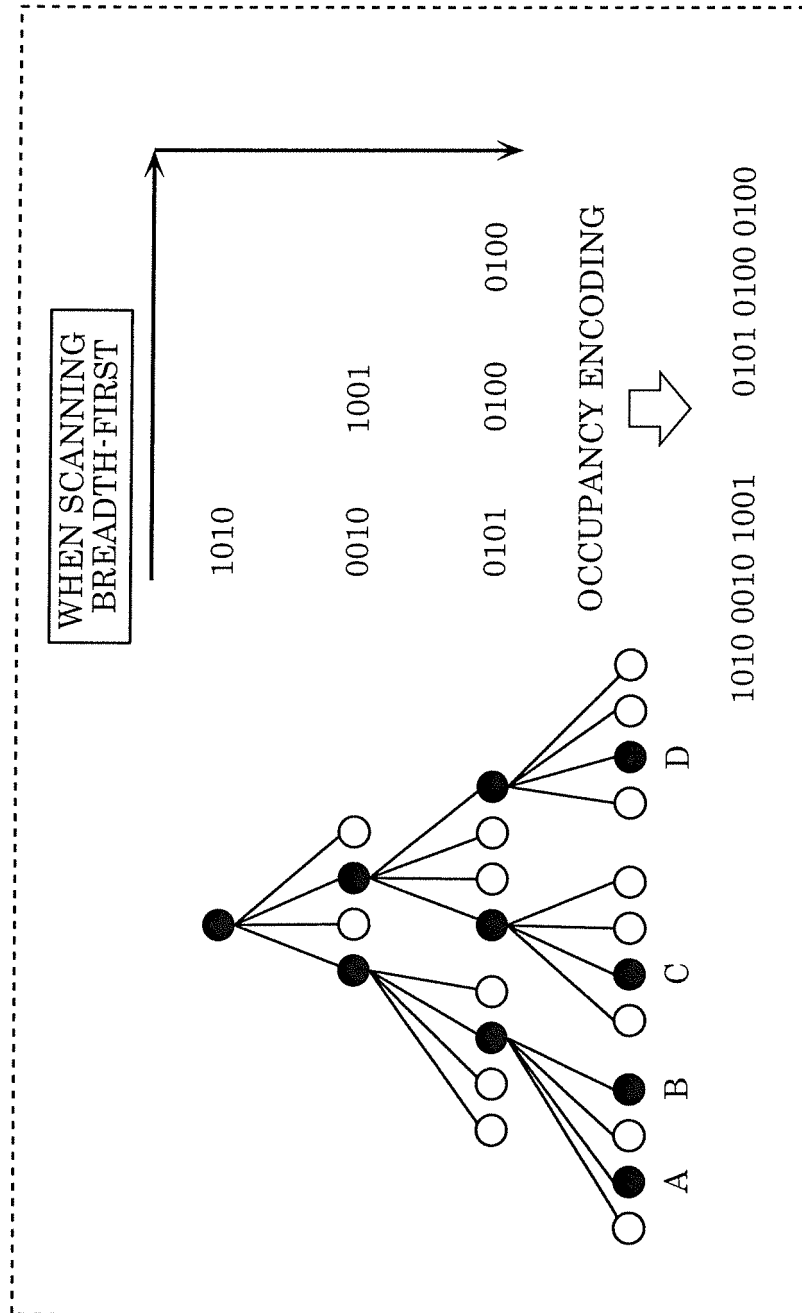 WHEN SCANNING
BREADTH-FIRST
1010
0010 1001
0101 0100 0100
OCCUPANCY ENCODING
A B C D
1010 0010 1001 0101 0100 0100